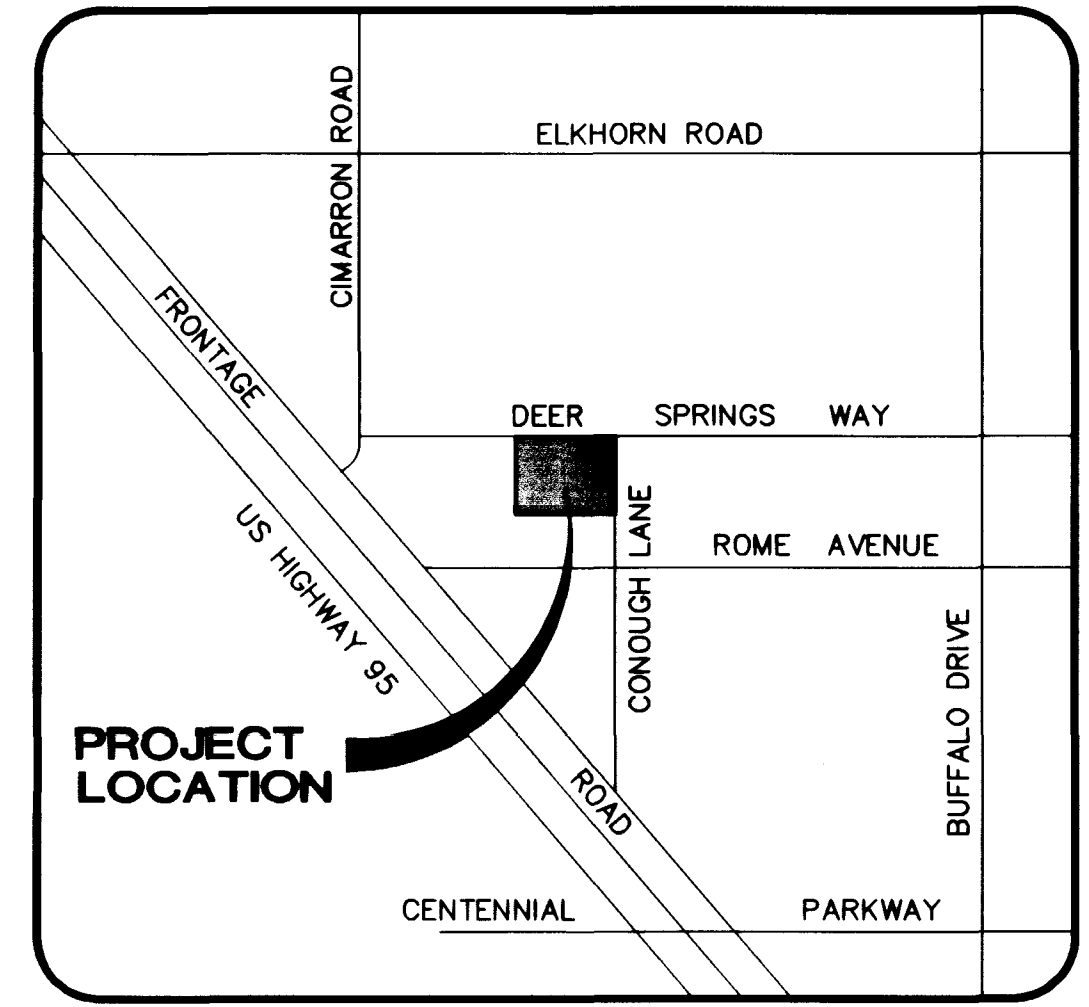 CIMARRON ROAD
ELKHORN ROAD
FRONTAGE ROAD
DEER SPRINGS WAY
US HIGHWAY 95
CONOUGH LANE
ROME AVENUE
BUFFALO DRIVE
PROJECT
LOCATION
CENTENNIAL PARKWAY